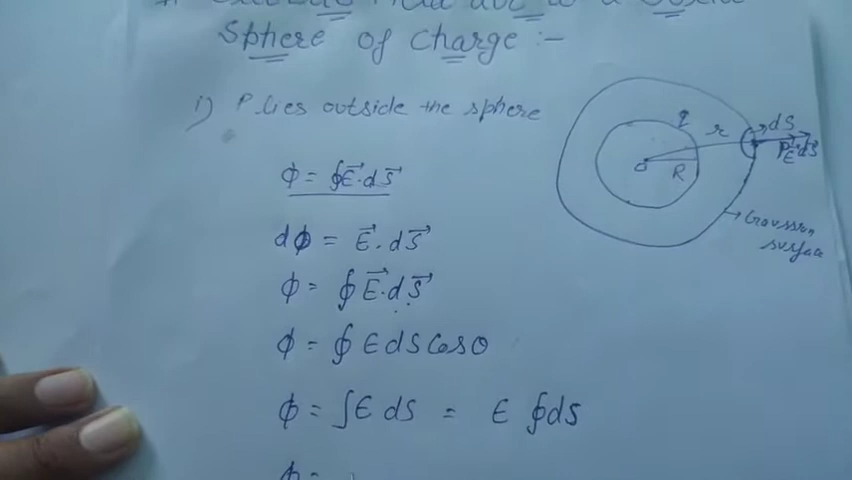 Sphere of Charge :-
i) P. lies outside the sphere
q
dS
r
P E⃗ dS⃗
O
R
Gaussian
surface
ϕ = ∮E⃗·dS⃗
dϕ = E⃗ . dS⃗
ϕ = ∮ E⃗.dS⃗
ϕ = ∮ E dS Cosθ
ϕ = ∫E dS = E ∮dS
ϕ =